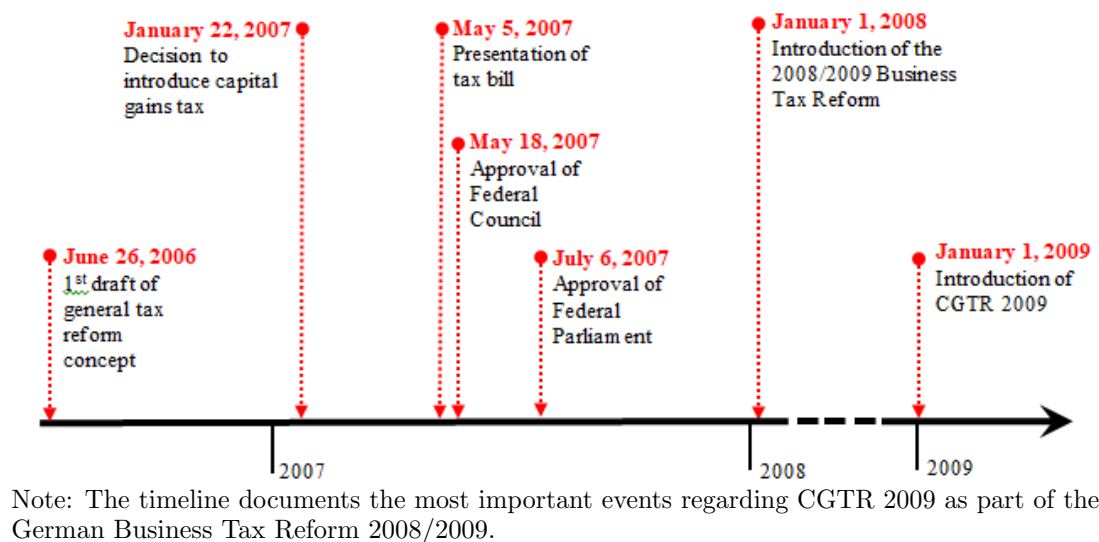 January 22, 2007
Decision to
introduce capital
gains tax
May 5, 2007
Presentation of
tax bill
January 1, 2008
Introduction of the
2008/2009 Business
Tax Reform
May 18, 2007
Approval of
Federal
Council
June 26, 2006
1st draft of
general tax
reform
concept
July 6, 2007
Approval of
Federal
Parliament
January 1, 2009
Introduction of
CGTR 2009
2007
2008
2009
Note: The timeline documents the most important events regarding CGTR 2009 as part of the
German Business Tax Reform 2008/2009.